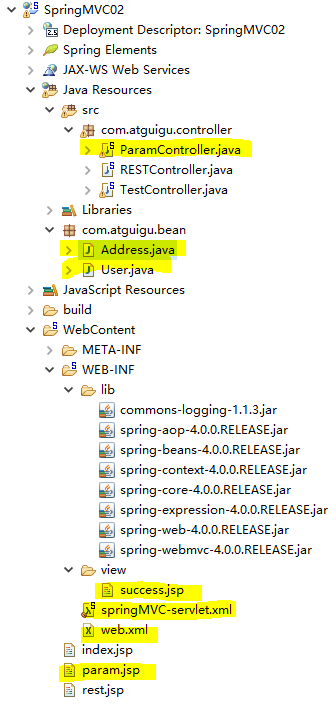 SpringMVC02
Deployment Descriptor: SpringMVC02
Spring Elements
JAX-WS Web Services
Java Resources
src
com.atguigu.controller
ParamController.java
RESTController.java
TestController.java
Libraries
com.atguigu.bean
Address.java
User.java
JavaScript Resources
build
WebContent
META-INF
WEB-INF
lib
commons-logging-1.1.3.jar
spring-aop-4.0.0.RELEASE.jar
spring-beans-4.0.0.RELEASE.jar
spring-context-4.0.0.RELEASE.jar
spring-core-4.0.0.RELEASE.jar
spring-expression-4.0.0.RELEASE.jar
spring-web-4.0.0.RELEASE.jar
spring-webmvc-4.0.0.RELEASE.jar
view
success.jsp
springMVC-servlet.xml
web.xml
index.jsp
param.jsp
rest.jsp